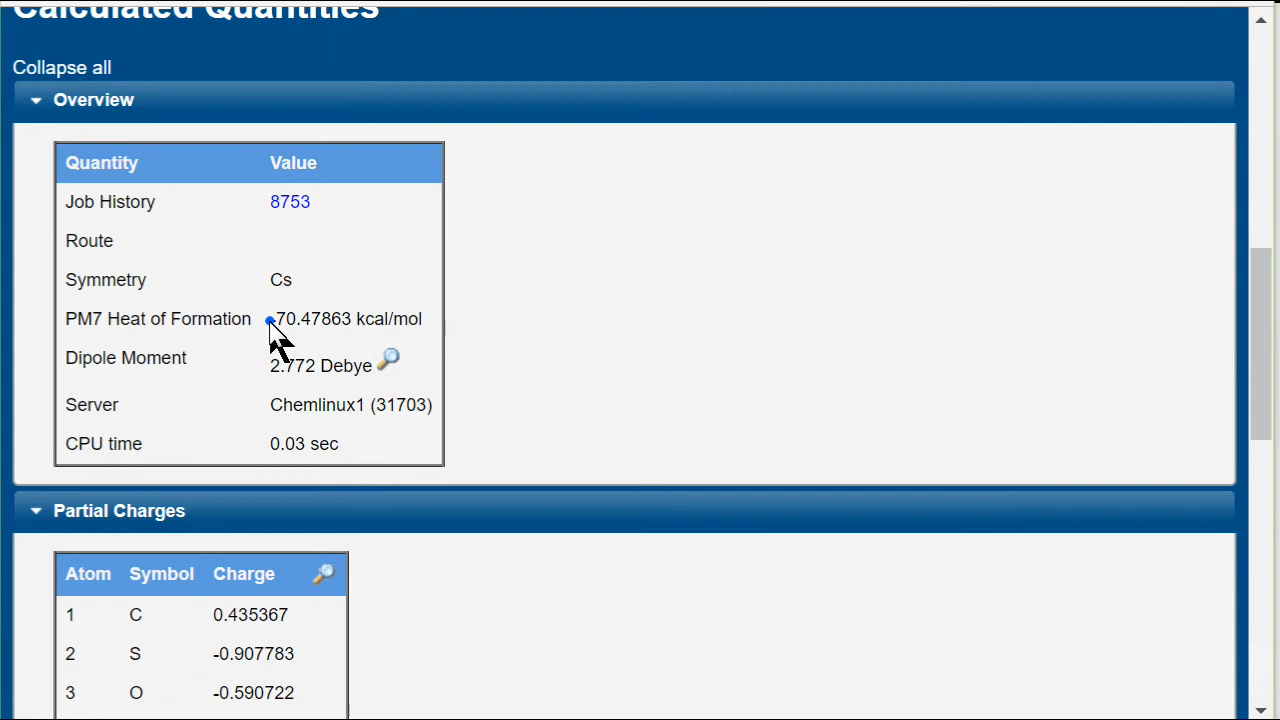 Calculated Quantities
Collapse all
Overview
Quantity Value
Job History 8753
Route
Symmetry Cs
PM7 Heat of Formation -70.47863 kcal/mol
Dipole Moment 2.772 Debye
Server Chemlinux1 (31703)
CPU time 0.03 sec
Partial Charges
Atom Symbol Charge
1 C 0.435367
2 S -0.907783
3 O -0.590722